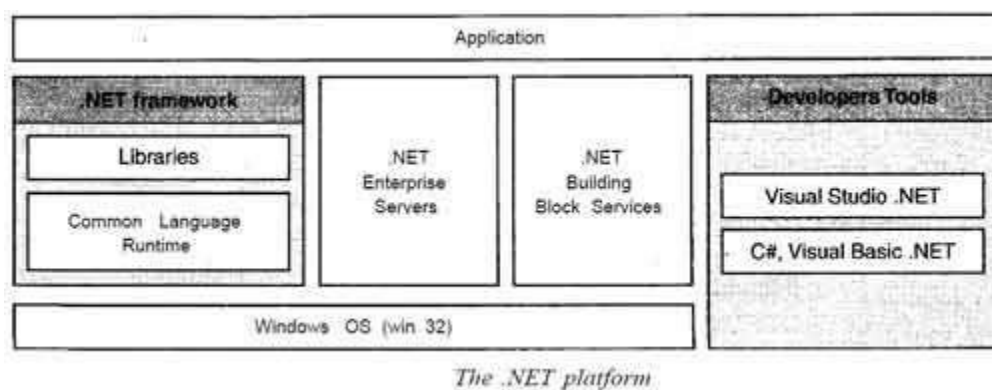 Application
.NET framework
Libraries
Common Language
Runtime
.NET
Enterprise
Servers
.NET
Building
Block Services
Developers Tools
Visual Studio .NET
C#, Visual Basic .NET
Windows OS (win 32)
The .NET platform